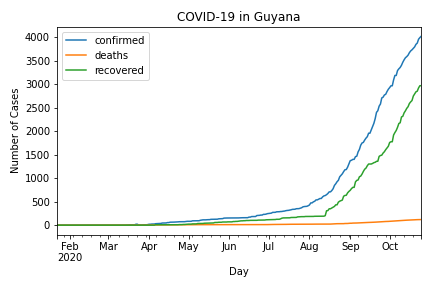 COVID-19 in Guyana
confirmed
deaths
recovered
Number of Cases
4000
3500
3000
2500
2000
1500
1000
500
0
Feb Mar Apr May Jun Jul Aug Sep Oct
2020
Day